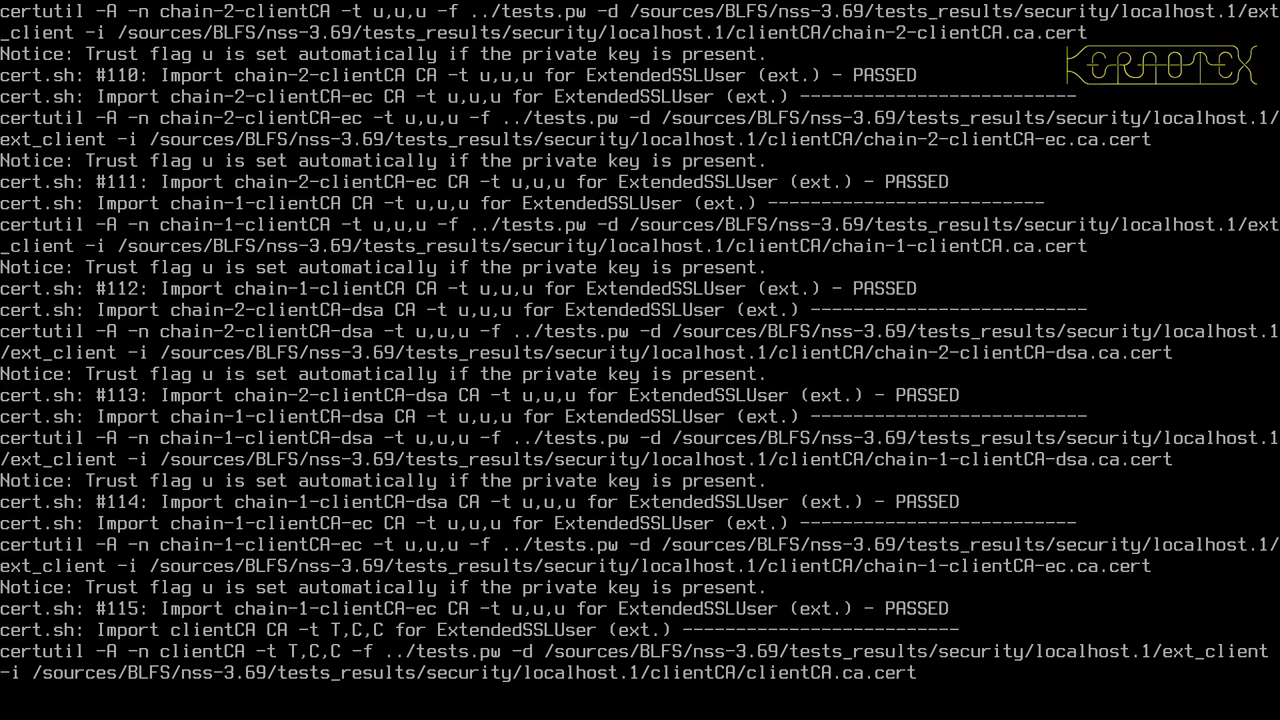 certutil -A -n chain-2-clientCA -t u,u,u -f ../tests.pw -d /sources/BLFS/nss-3.69/tests_results/security/localhost.1/ext
_client -i /sources/BLFS/nss-3.69/tests_results/security/localhost.1/clientCA/chain-2-clientCA.ca.cert
Notice: Trust flag u is set automatically if the private key is present.
KERAOTEX
cert.sh: #110: Import chain-2-clientCA CA -t u,u,u for ExtendedSSLUser (ext.) - PASSED
cert.sh: Import chain-2-clientCA-ec CA -t u,u,u for ExtendedSSLUser (ext.) --------------------------
certutil -A -n chain-2-clientCA-ec -t u,u,u -f ../tests.pw -d /sources/BLFS/nss-3.69/tests_results/security/localhost.1/
ext_client -i /sources/BLFS/nss-3.69/tests_results/security/localhost.1/clientCA/chain-2-clientCA-ec.ca.cert
Notice: Trust flag u is set automatically if the private key is present.
cert.sh: #111: Import chain-2-clientCA-ec CA -t u,u,u for ExtendedSSLUser (ext.) - PASSED
cert.sh: Import chain-1-clientCA CA -t u,u,u for ExtendedSSLUser (ext.) --------------------------
certutil -A -n chain-1-clientCA -t u,u,u -f ../tests.pw -d /sources/BLFS/nss-3.69/tests_results/security/localhost.1/ext
_client -i /sources/BLFS/nss-3.69/tests_results/security/localhost.1/clientCA/chain-1-clientCA.ca.cert
Notice: Trust flag u is set automatically if the private key is present.
cert.sh: #112: Import chain-1-clientCA CA -t u,u,u for ExtendedSSLUser (ext.) - PASSED
cert.sh: Import chain-2-clientCA-dsa CA -t u,u,u for ExtendedSSLUser (ext.) --------------------------
certutil -A -n chain-2-clientCA-dsa -t u,u,u -f ../tests.pw -d /sources/BLFS/nss-3.69/tests_results/security/localhost.1
/ext_client -i /sources/BLFS/nss-3.69/tests_results/security/localhost.1/clientCA/chain-2-clientCA-dsa.ca.cert
Notice: Trust flag u is set automatically if the private key is present.
cert.sh: #113: Import chain-2-clientCA-dsa CA -t u,u,u for ExtendedSSLUser (ext.) - PASSED
cert.sh: Import chain-1-clientCA-dsa CA -t u,u,u for ExtendedSSLUser (ext.) --------------------------
certutil -A -n chain-1-clientCA-dsa -t u,u,u -f ../tests.pw -d /sources/BLFS/nss-3.69/tests_results/security/localhost.1
/ext_client -i /sources/BLFS/nss-3.69/tests_results/security/localhost.1/clientCA/chain-1-clientCA-dsa.ca.cert
Notice: Trust flag u is set automatically if the private key is present.
cert.sh: #114: Import chain-1-clientCA-dsa CA -t u,u,u for ExtendedSSLUser (ext.) - PASSED
cert.sh: Import chain-1-clientCA-ec CA -t u,u,u for ExtendedSSLUser (ext.) --------------------------
certutil -A -n chain-1-clientCA-ec -t u,u,u -f ../tests.pw -d /sources/BLFS/nss-3.69/tests_results/security/localhost.1/
ext_client -i /sources/BLFS/nss-3.69/tests_results/security/localhost.1/clientCA/chain-1-clientCA-ec.ca.cert
Notice: Trust flag u is set automatically if the private key is present.
cert.sh: #115: Import chain-1-clientCA-ec CA -t u,u,u for ExtendedSSLUser (ext.) - PASSED
cert.sh: Import clientCA CA -t T,C,C for ExtendedSSLUser (ext.) --------------------------
certutil -A -n clientCA -t T,C,C -f ../tests.pw -d /sources/BLFS/nss-3.69/tests_results/security/localhost.1/ext_client
-i /sources/BLFS/nss-3.69/tests_results/security/localhost.1/clientCA/clientCA.ca.cert